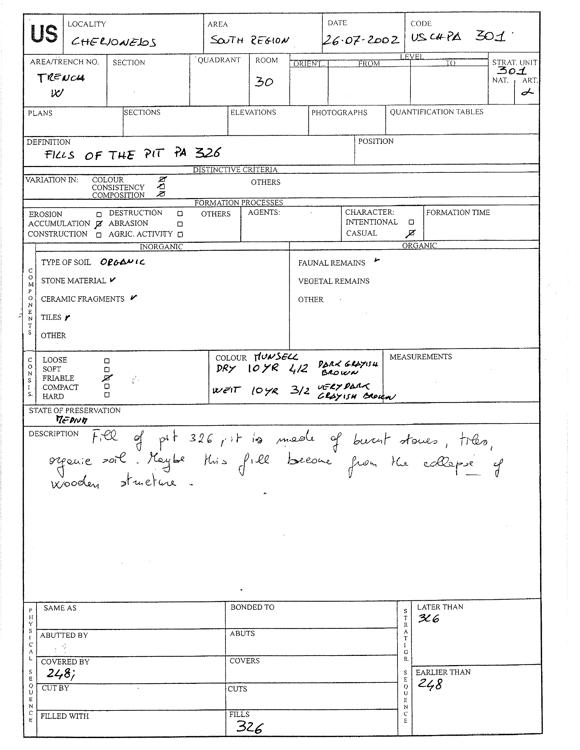 US
LOCALITY
CHERSONESOS
AREA
SOUTH REGION
DATE
26-07-2002
CODE
US CH-PA 301
AREA/TRENCH NO.
TRENCH
W
SECTION
QUADRANT
ROOM
30
LEVEL
ORIENT. FROM TO
STRAT. UNIT
301
NAT. ART.
PLANS
SECTIONS
ELEVATIONS
PHOTOGRAPHS
QUANTIFICATION TABLES
DEFINITION
FILLS OF THE PIT PA 326
POSITION
DISTINCTIVE CRITERIA
VARIATION IN: COLOUR
CONSISTENCY
COMPOSITION
OTHERS
FORMATION PROCESSES
EROSION DESTRUCTION
ACCUMULATION ABRASION
CONSTRUCTION AGRIC. ACTIVITY
OTHERS
AGENTS:
CHARACTER:
INTENTIONAL
CASUAL
FORMATION TIME
COMPONENTS
INORGANIC
TYPE OF SOIL ORGANIC
STONE MATERIAL ✓
CERAMIC FRAGMENTS ✓
TILES ✓
OTHER
ORGANIC
FAUNAL REMAINS ✓
VEGETAL REMAINS
OTHER
CONSIS.
LOOSE
SOFT
FRIABLE
COMPACT
HARD
COLOUR MUNSELL
DRY 10YR 4/2 DARK GRAYISH
BROWN
WEIT 10YR 3/2 VERY DARK
GRAYISH BROWN
MEASUREMENTS
STATE OF PRESERVATION
MEDIUM
DESCRIPTION Fill of pit 326, it is made of burnt stones, tiles,
organic soil. Maybe this fill become from the collapse of
wooden structure.
PHYSICAL SEQUENCE
SAME AS
BONDED TO
ABUTTED BY
ABUTS
COVERED BY
248;
COVERS
CUT BY
CUTS
FILLED WITH
FILLS
326
STRATIGR. SEQUENCE
LATER THAN
326
EARLIER THAN
248